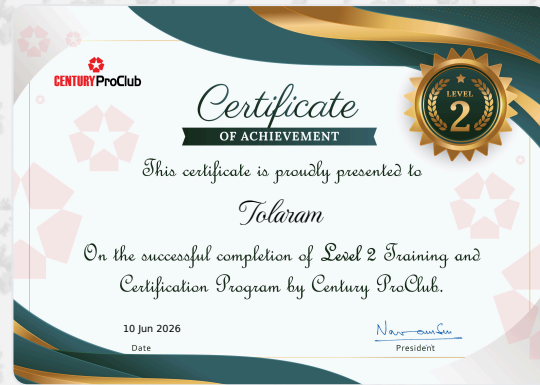 CENTURY ProClub
LEVEL
2
Certificate
OF ACHIEVEMENT
This certificate is proudly presented to
Tolaram
On the successful completion of Level 2 Training and
Certification Program by Century ProClub.
10 Jun 2026
Date
President